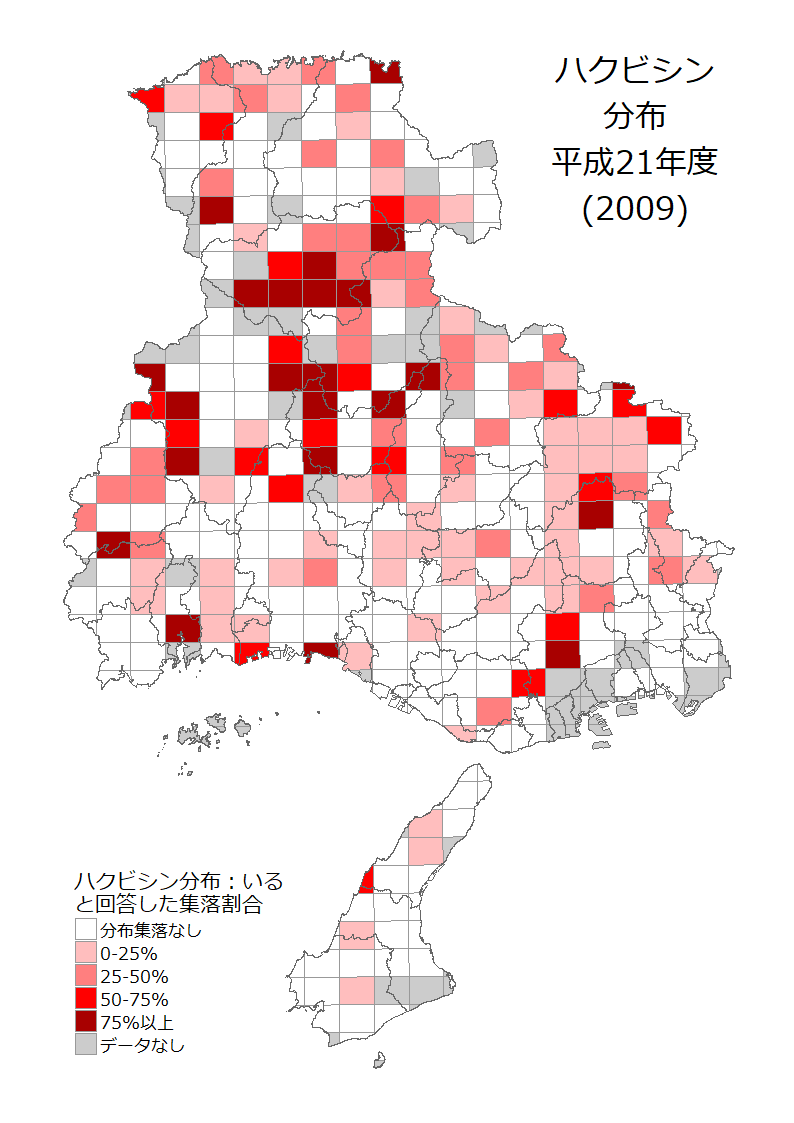 ハクビシン
分布
平成21年度
(2009)
ハクビシン分布：いる
と回答した集落割合
分布集落なし
0-25%
25-50%
50-75%
75%以上
データなし